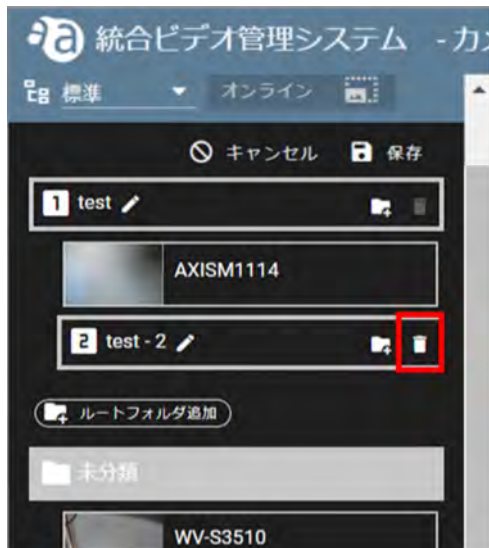 統合ビデオ管理システム - カメ
標準 オンライン
キャンセル 保存
1 test
AXISM1114
2 test - 2
ルートフォルダ追加
未分類
WV-S3510